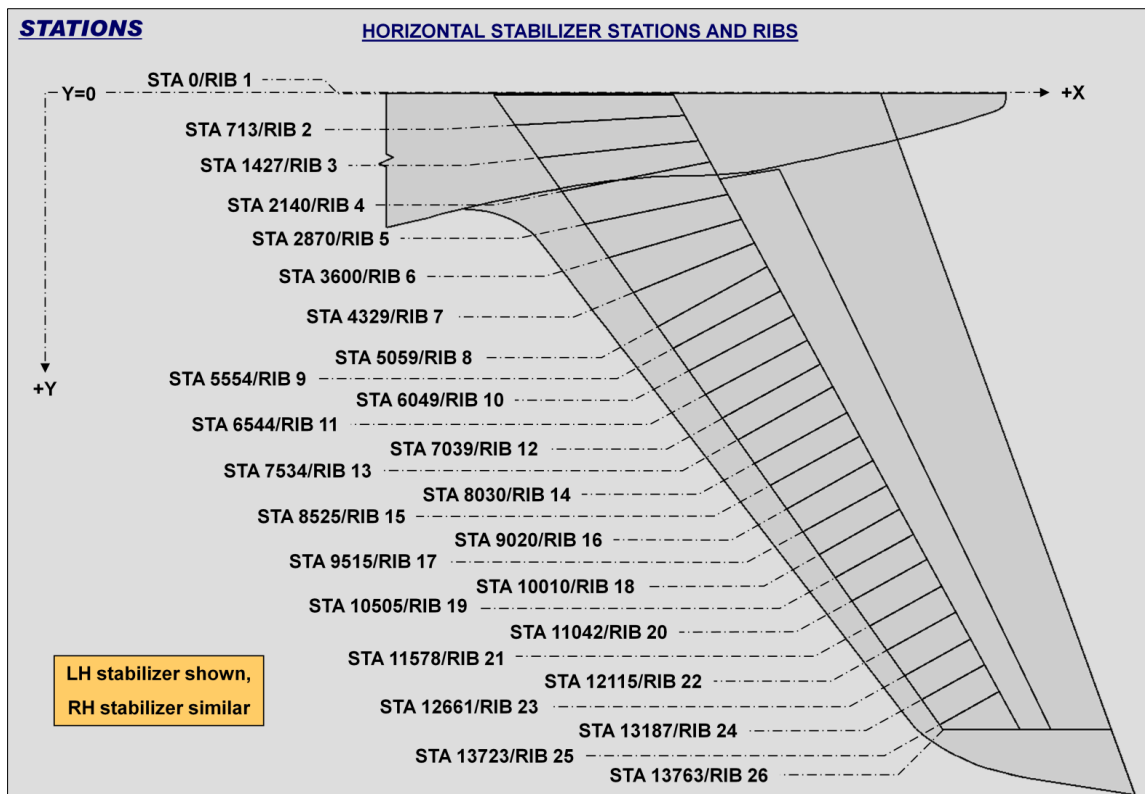 STATIONS
HORIZONTAL STABILIZER STATIONS AND RIBS
STA 0/RIB 1
Y=0
+X
STA 713/RIB 2
STA 1427/RIB 3
STA 2140/RIB 4
STA 2870/RIB 5
STA 3600/RIB 6
STA 4329/RIB 7
STA 5059/RIB 8
STA 5554/RIB 9
+Y
STA 6049/RIB 10
STA 6544/RIB 11
STA 7039/RIB 12
STA 7534/RIB 13
STA 8030/RIB 14
STA 8525/RIB 15
STA 9020/RIB 16
STA 9515/RIB 17
STA 10010/RIB 18
STA 10505/RIB 19
STA 11042/RIB 20
STA 11578/RIB 21
STA 12115/RIB 22
STA 12661/RIB 23
STA 13187/RIB 24
STA 13723/RIB 25
STA 13763/RIB 26
LH stabilizer shown,
RH stabilizer similar